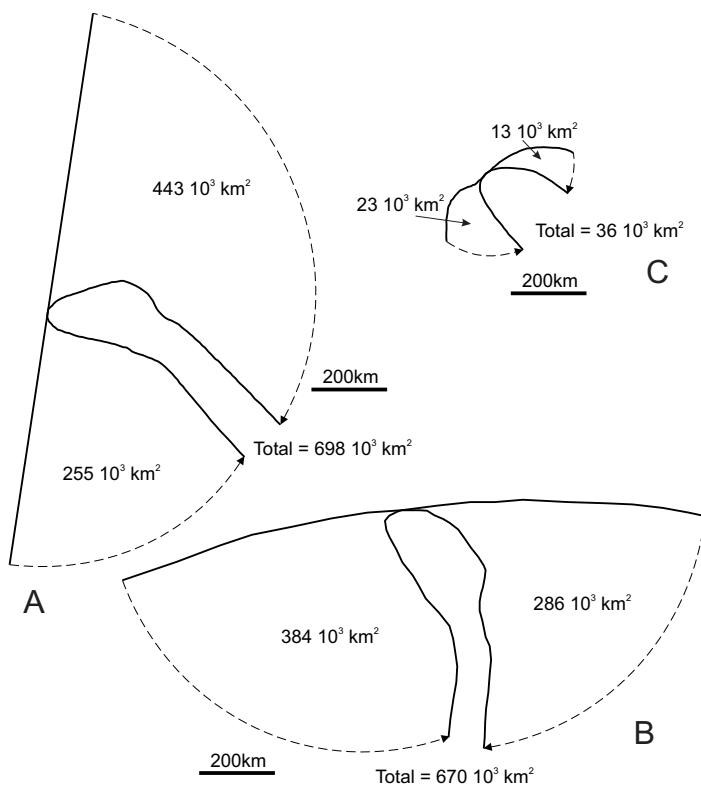 443 10³ km²
200km
Total = 698 10³ km²
255 10³ km²
A
13 10³ km²
23 10³ km²
Total = 36 10³ km²
C
200km
384 10³ km²
286 10³ km²
B
200km
Total = 670 10³ km²